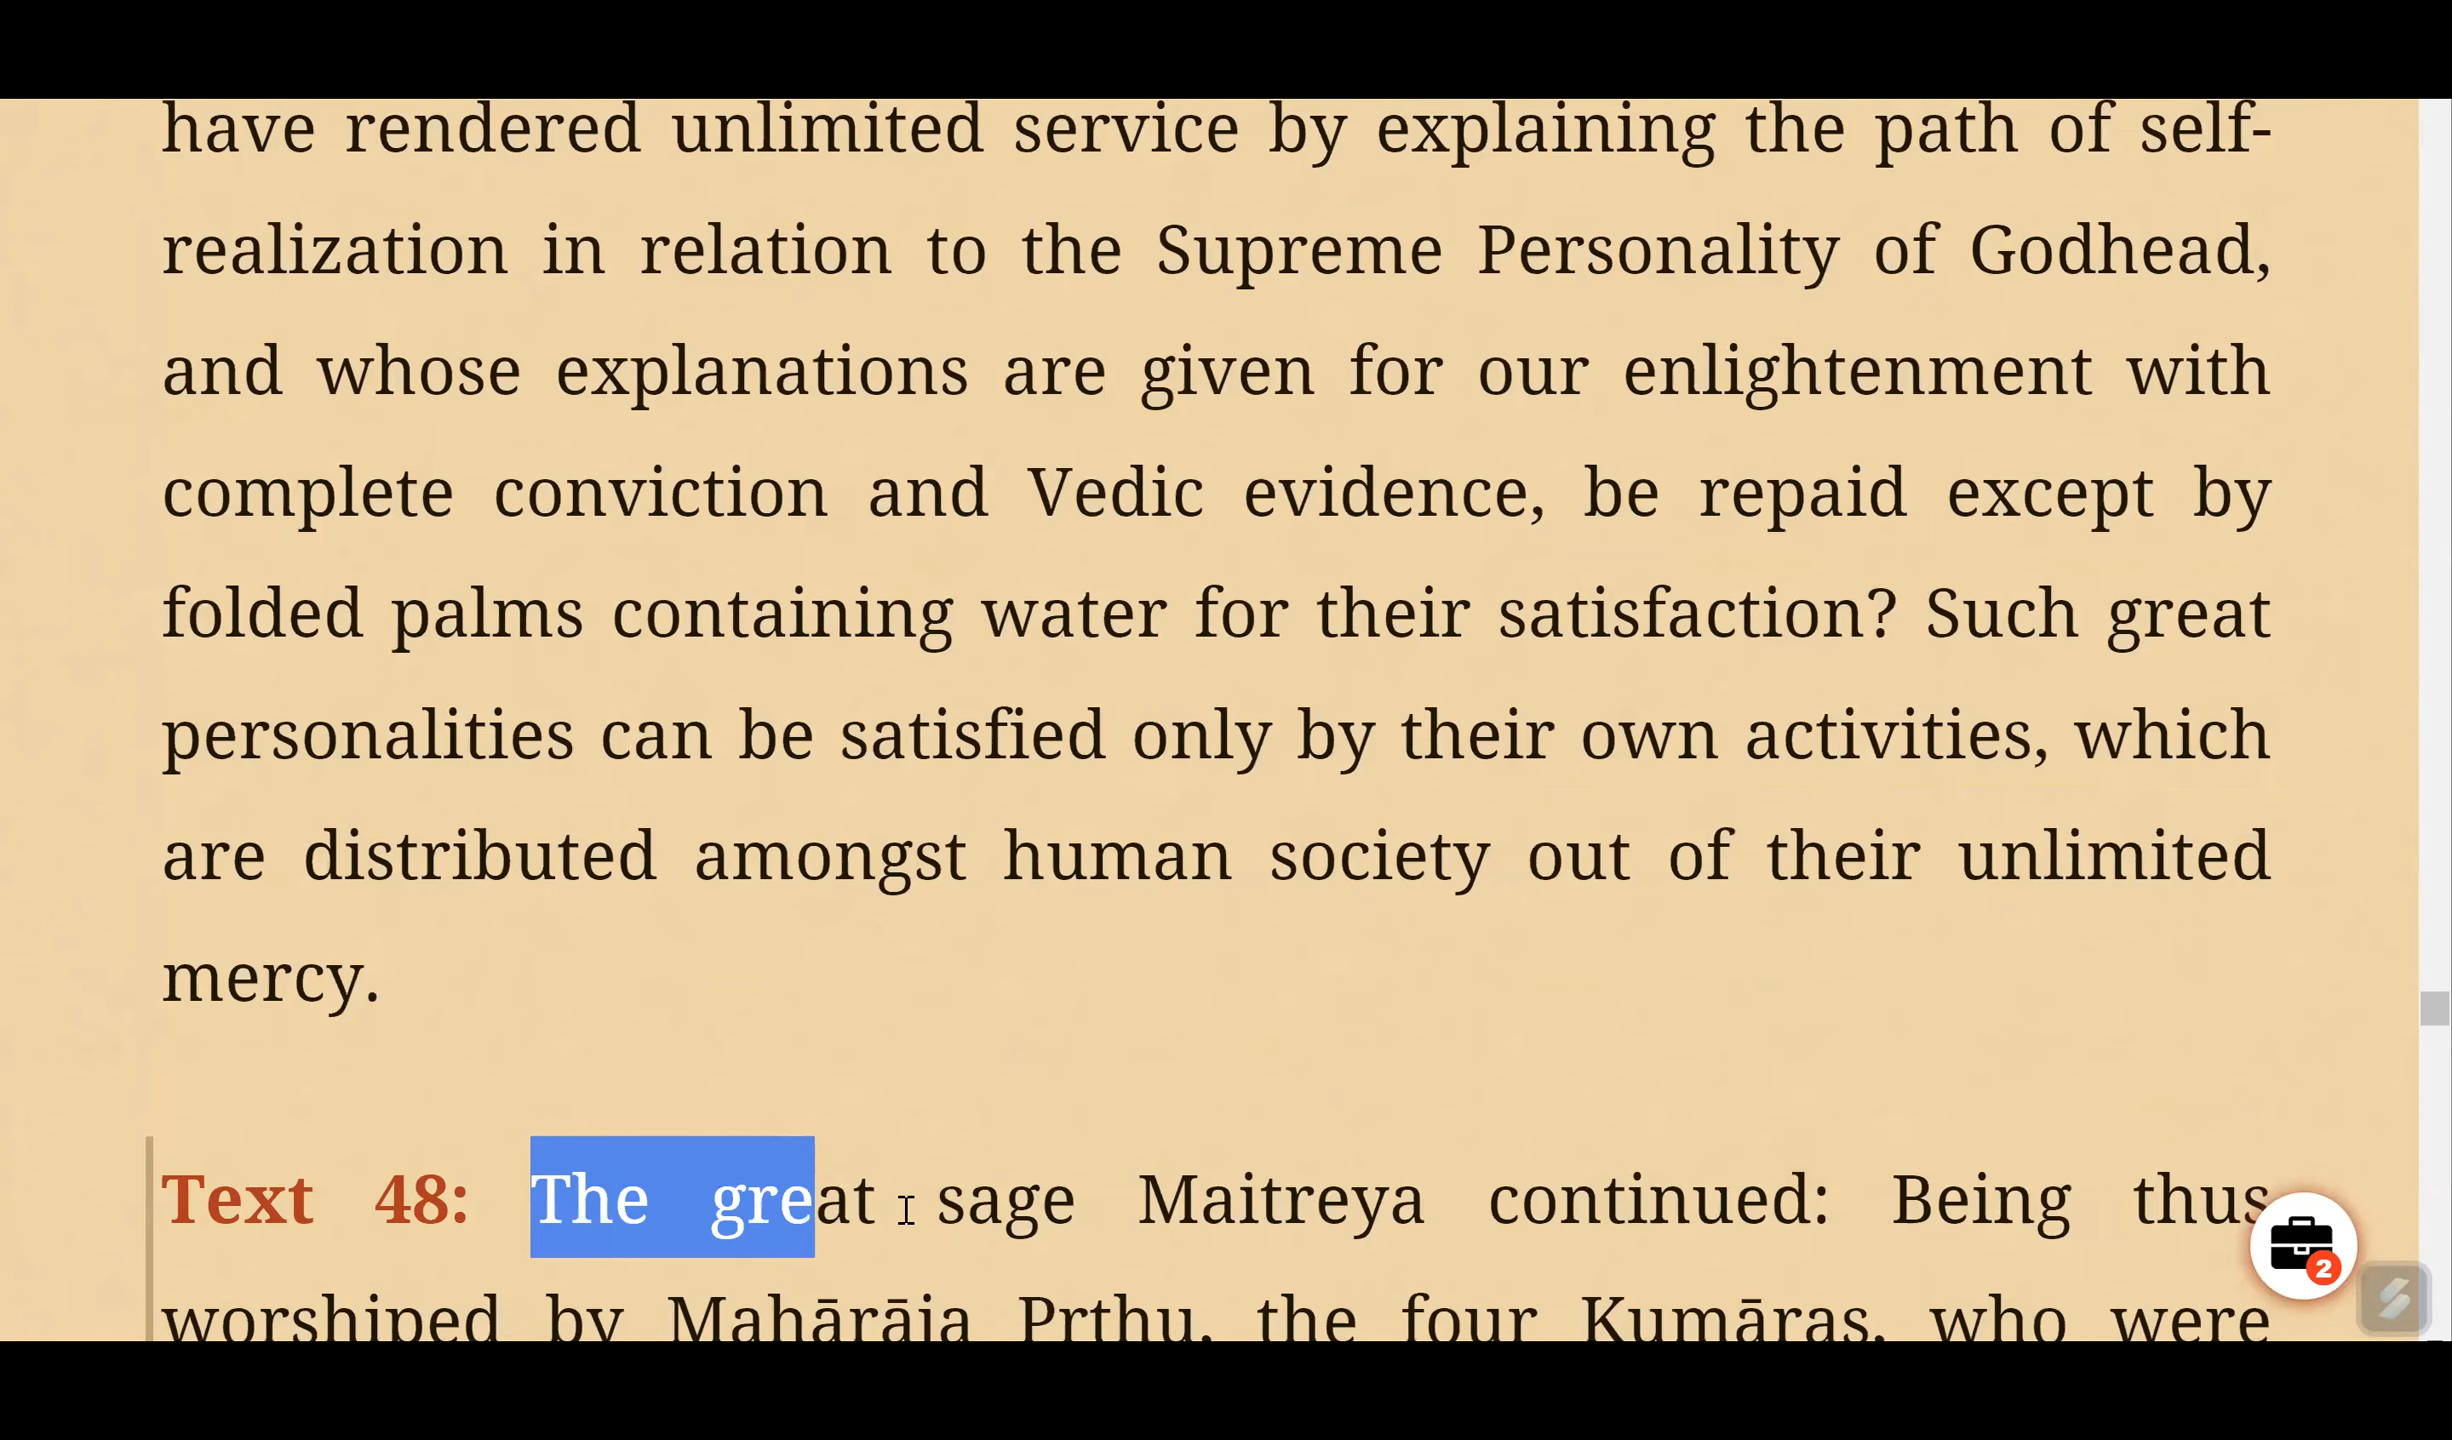 have rendered unlimited service by explaining the path of self-
realization in relation to the Supreme Personality of Godhead,
and whose explanations are given for our enlightenment with
complete conviction and Vedic evidence, be repaid except by
folded palms containing water for their satisfaction? Such great
personalities can be satisfied only by their own activities, which
are distributed amongst human society out of their unlimited
mercy.
Text 48: The great sage Maitreya continued: Being thus
worshiped by Mahārāja Prthu, the four Kumāras, who were
2